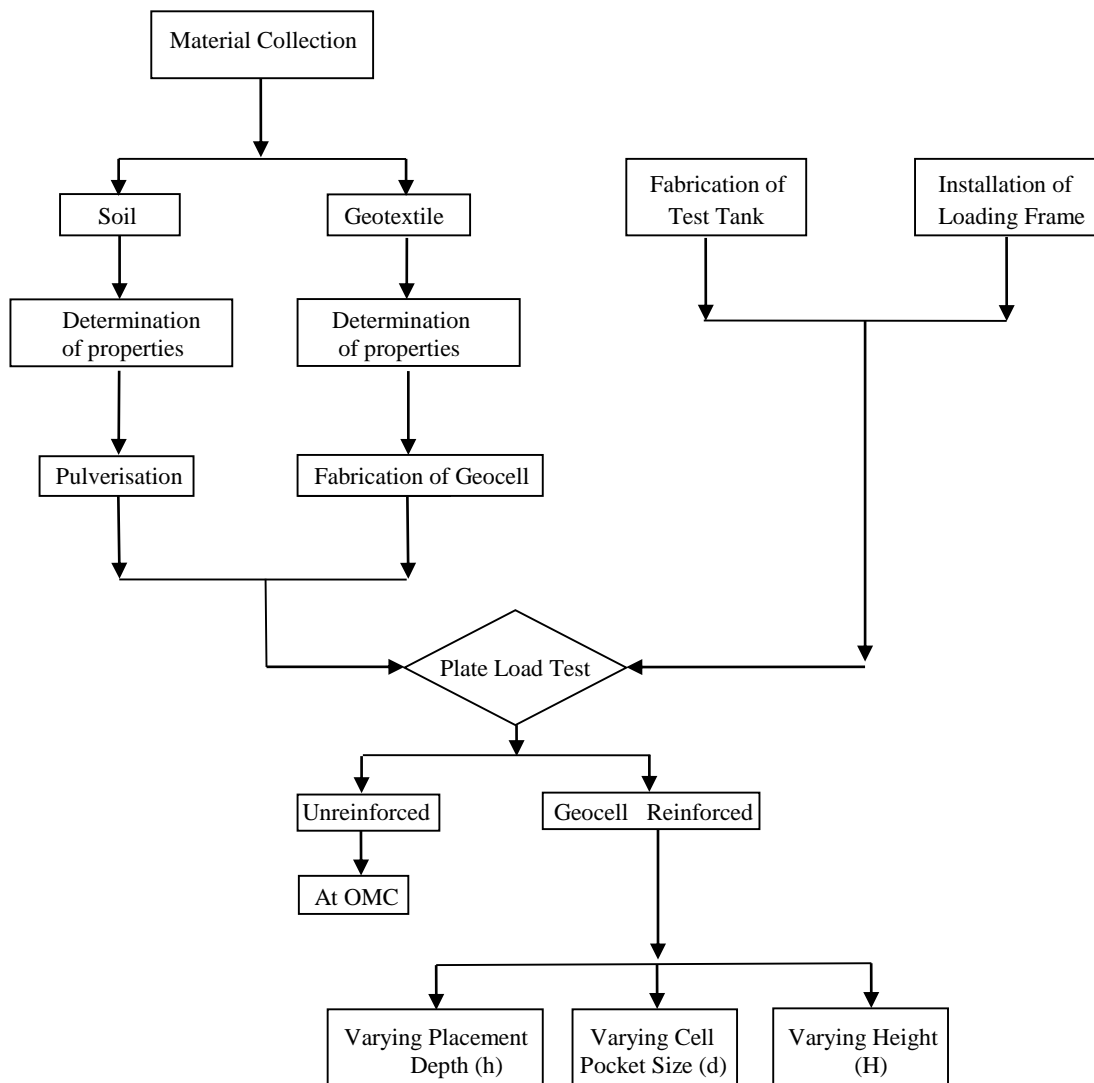 Material Collection
Soil
Geotextile
Fabrication of
Test Tank
Installation of
Loading Frame
Determination
of properties
Determination
of properties
Pulverisation
Fabrication of Geocell
Plate Load Test
Unreinforced
Geocell Reinforced
At OMC
Varying Placement
Depth (h)
Varying Cell
Pocket Size (d)
Varying Height
(H)